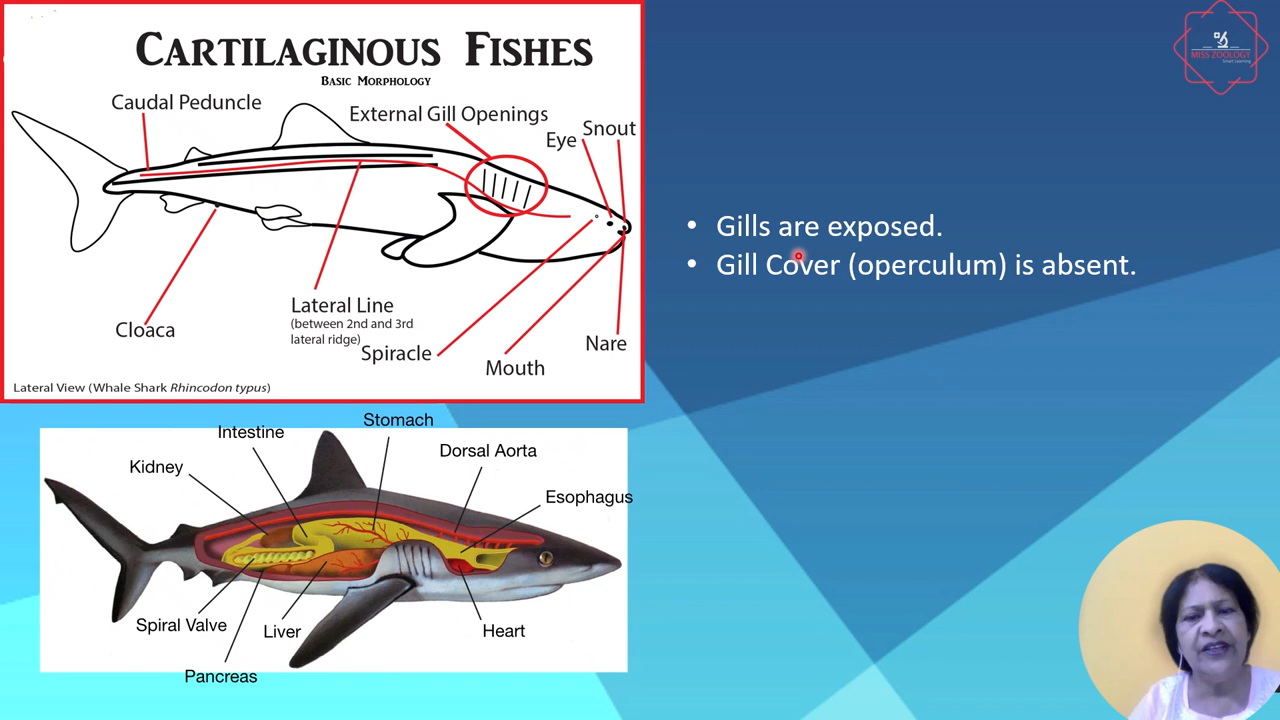 CARTILAGINOUS FISHES
BASIC MORPHOLOGY
Caudal Peduncle
External Gill Openings
Eye
Snout
Lateral Line
(between 2nd and 3rd
lateral ridge)
Cloaca
Spiracle
Mouth
Nare
Lateral View (Whale Shark Rhincodon typus)
Stomach
Intestine
Dorsal Aorta
Kidney
Esophagus
Spiral Valve
Liver
Heart
Pancreas
• Gills are exposed.
• Gill Cover (operculum) is absent.
MISS ZOOLOGY
Smart Learning